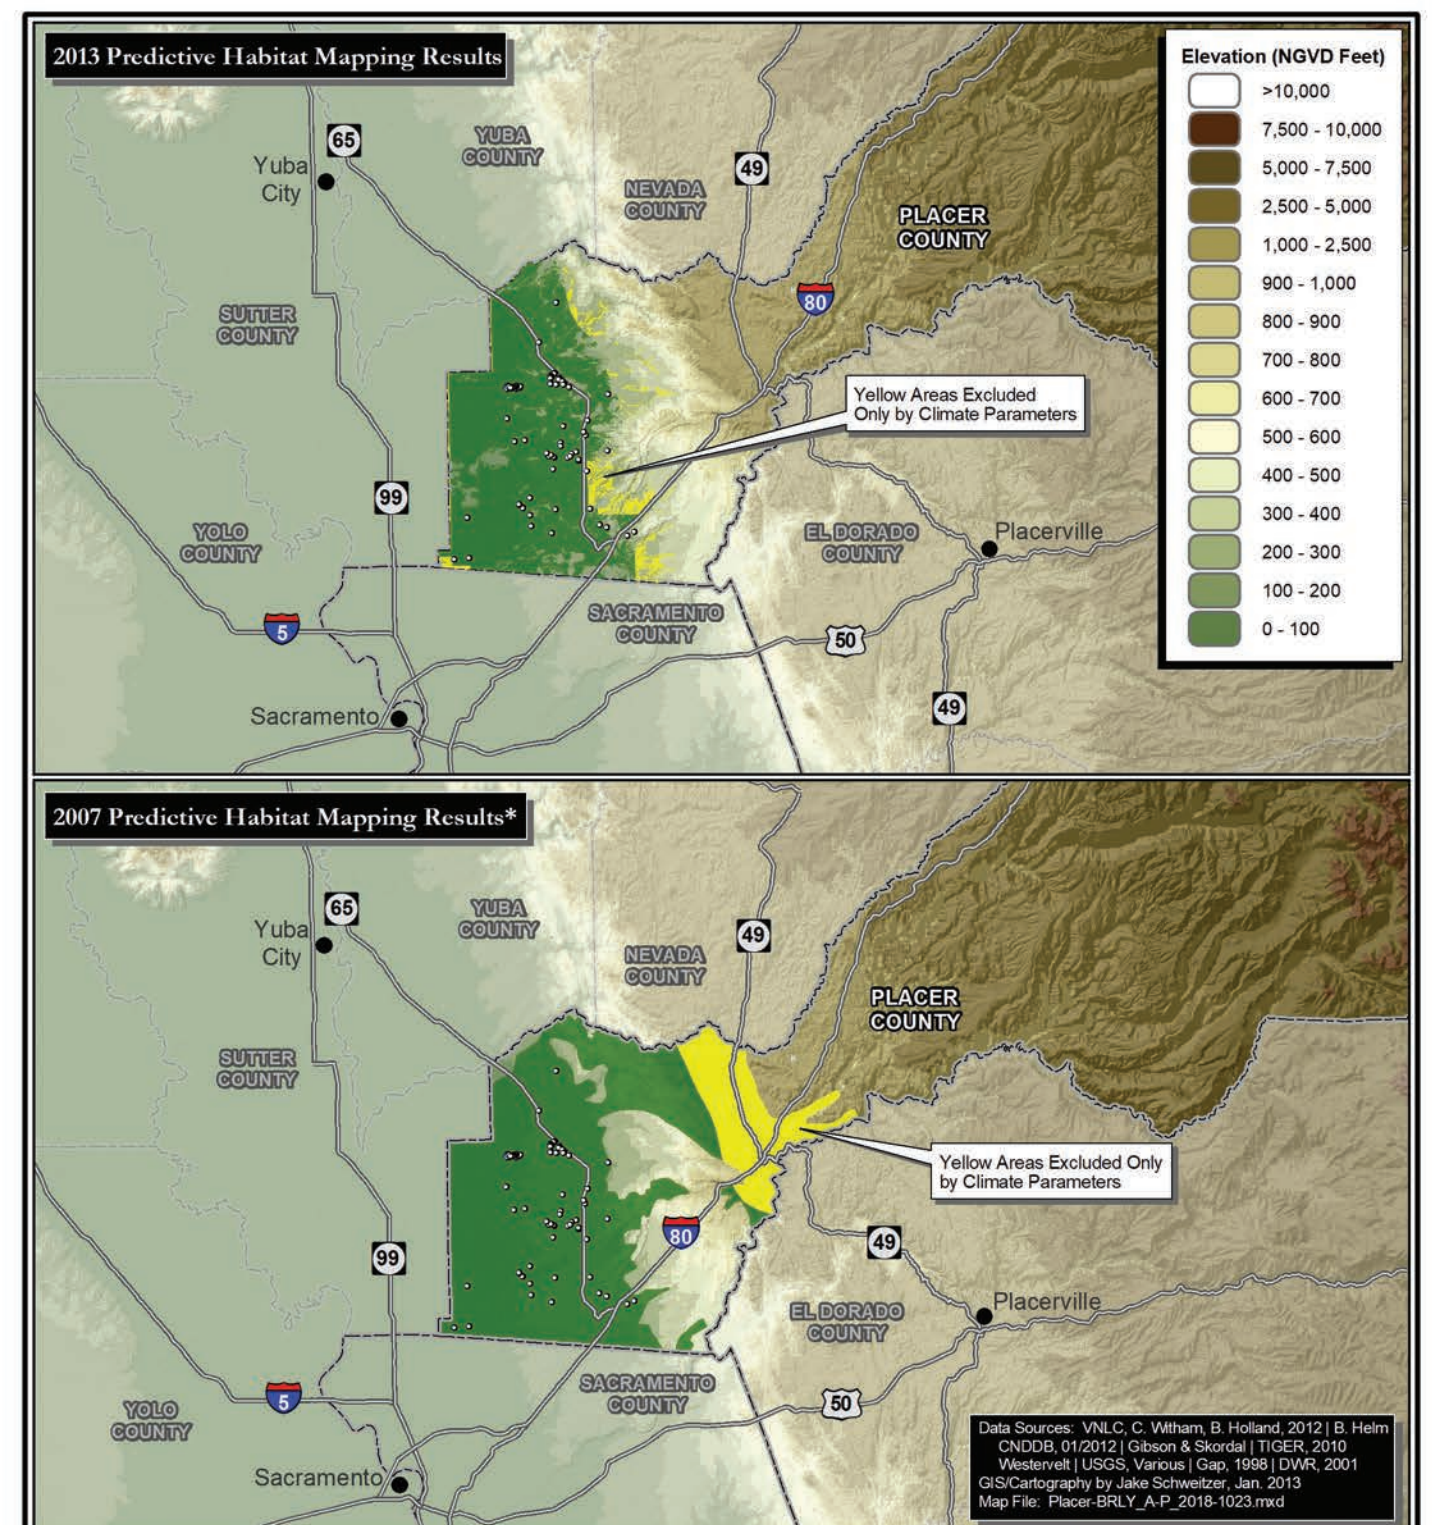 2013 Predictive Habitat Mapping Results
Elevation (NGVD Feet)
>10,000
7,500 - 10,000
5,000 - 7,500
2,500 - 5,000
1,000 - 2,500
900 - 1,000
800 - 900
700 - 800
600 - 700
500 - 600
400 - 500
300 - 400
200 - 300
100 - 200
0 - 100
65
YUBA
COUNTY
Yuba
City
49
NEVADA
COUNTY
PLACER
COUNTY
80
SUTTER
COUNTY
Yellow Areas Excluded
Only by Climate Parameters
99
YOLO
COUNTY
EL DORADO
COUNTY
Placerville
SACRAMENTO
COUNTY
5
50
Sacramento
49
2007 Predictive Habitat Mapping Results*
65
YUBA
COUNTY
Yuba
City
49
NEVADA
COUNTY
PLACER
COUNTY
SUTTER
COUNTY
Yellow Areas Excluded Only
by Climate Parameters
80
49
99
EL DORADO
COUNTY
Placerville
SACRAMENTO
COUNTY
5
50
YOLO
COUNTY
Sacramento
Data Sources: VNLC, C. Witham, B. Holland, 2012 | B. Helm
CNDDB, 01/2012 | Gibson & Skordal | TIGER, 2010
Westervelt | USGS, Various | Gap, 1998 | DWR, 2001
GIS/Cartography by Jake Schweitzer, Jan. 2013
Map File: Placer-BRLY_A-P_2018-1023.mxd